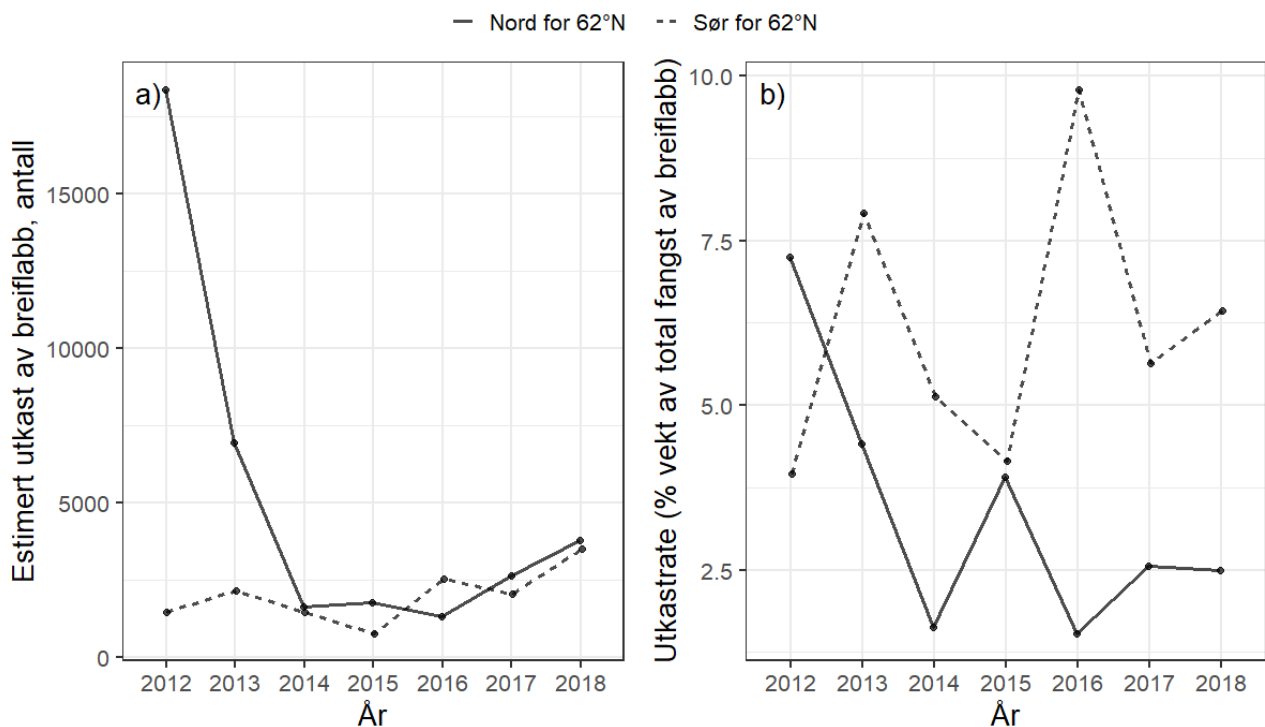 Nord for 62°N Sør for 62°N
a)
Estimert utkast av breiflabb, antall
15000
10000
5000
0
2012 2013 2014 2015 2016 2017 2018
År
b)
Utkastrate (% vekt av total fangst av breiflabb)
10.0
7.5
5.0
2.5
2012 2013 2014 2015 2016 2017 2018
År